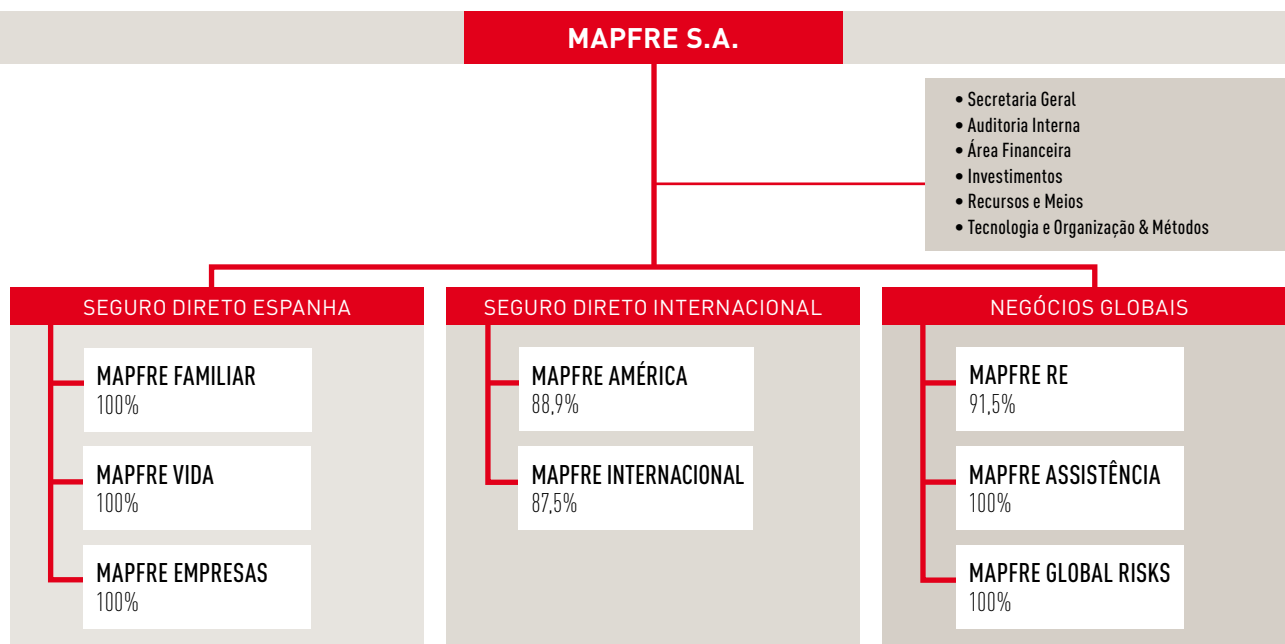 MAPFRE S.A.
• Secretaria Geral
• Auditoria Interna
• Área Financeira
• Investimentos
• Recursos e Meios
• Tecnologia e Organização & Métodos
SEGURO DIRETO ESPANHA
MAPFRE FAMILIAR
100%
MAPFRE VIDA
100%
MAPFRE EMPRESAS
100%
SEGURO DIRETO INTERNACIONAL
MAPFRE AMÉRICA
88,9%
MAPFRE INTERNACIONAL
87,5%
NEGÓCIOS GLOBAIS
MAPFRE RE
91,5%
MAPFRE ASSISTÊNCIA
100%
MAPFRE GLOBAL RISKS
100%